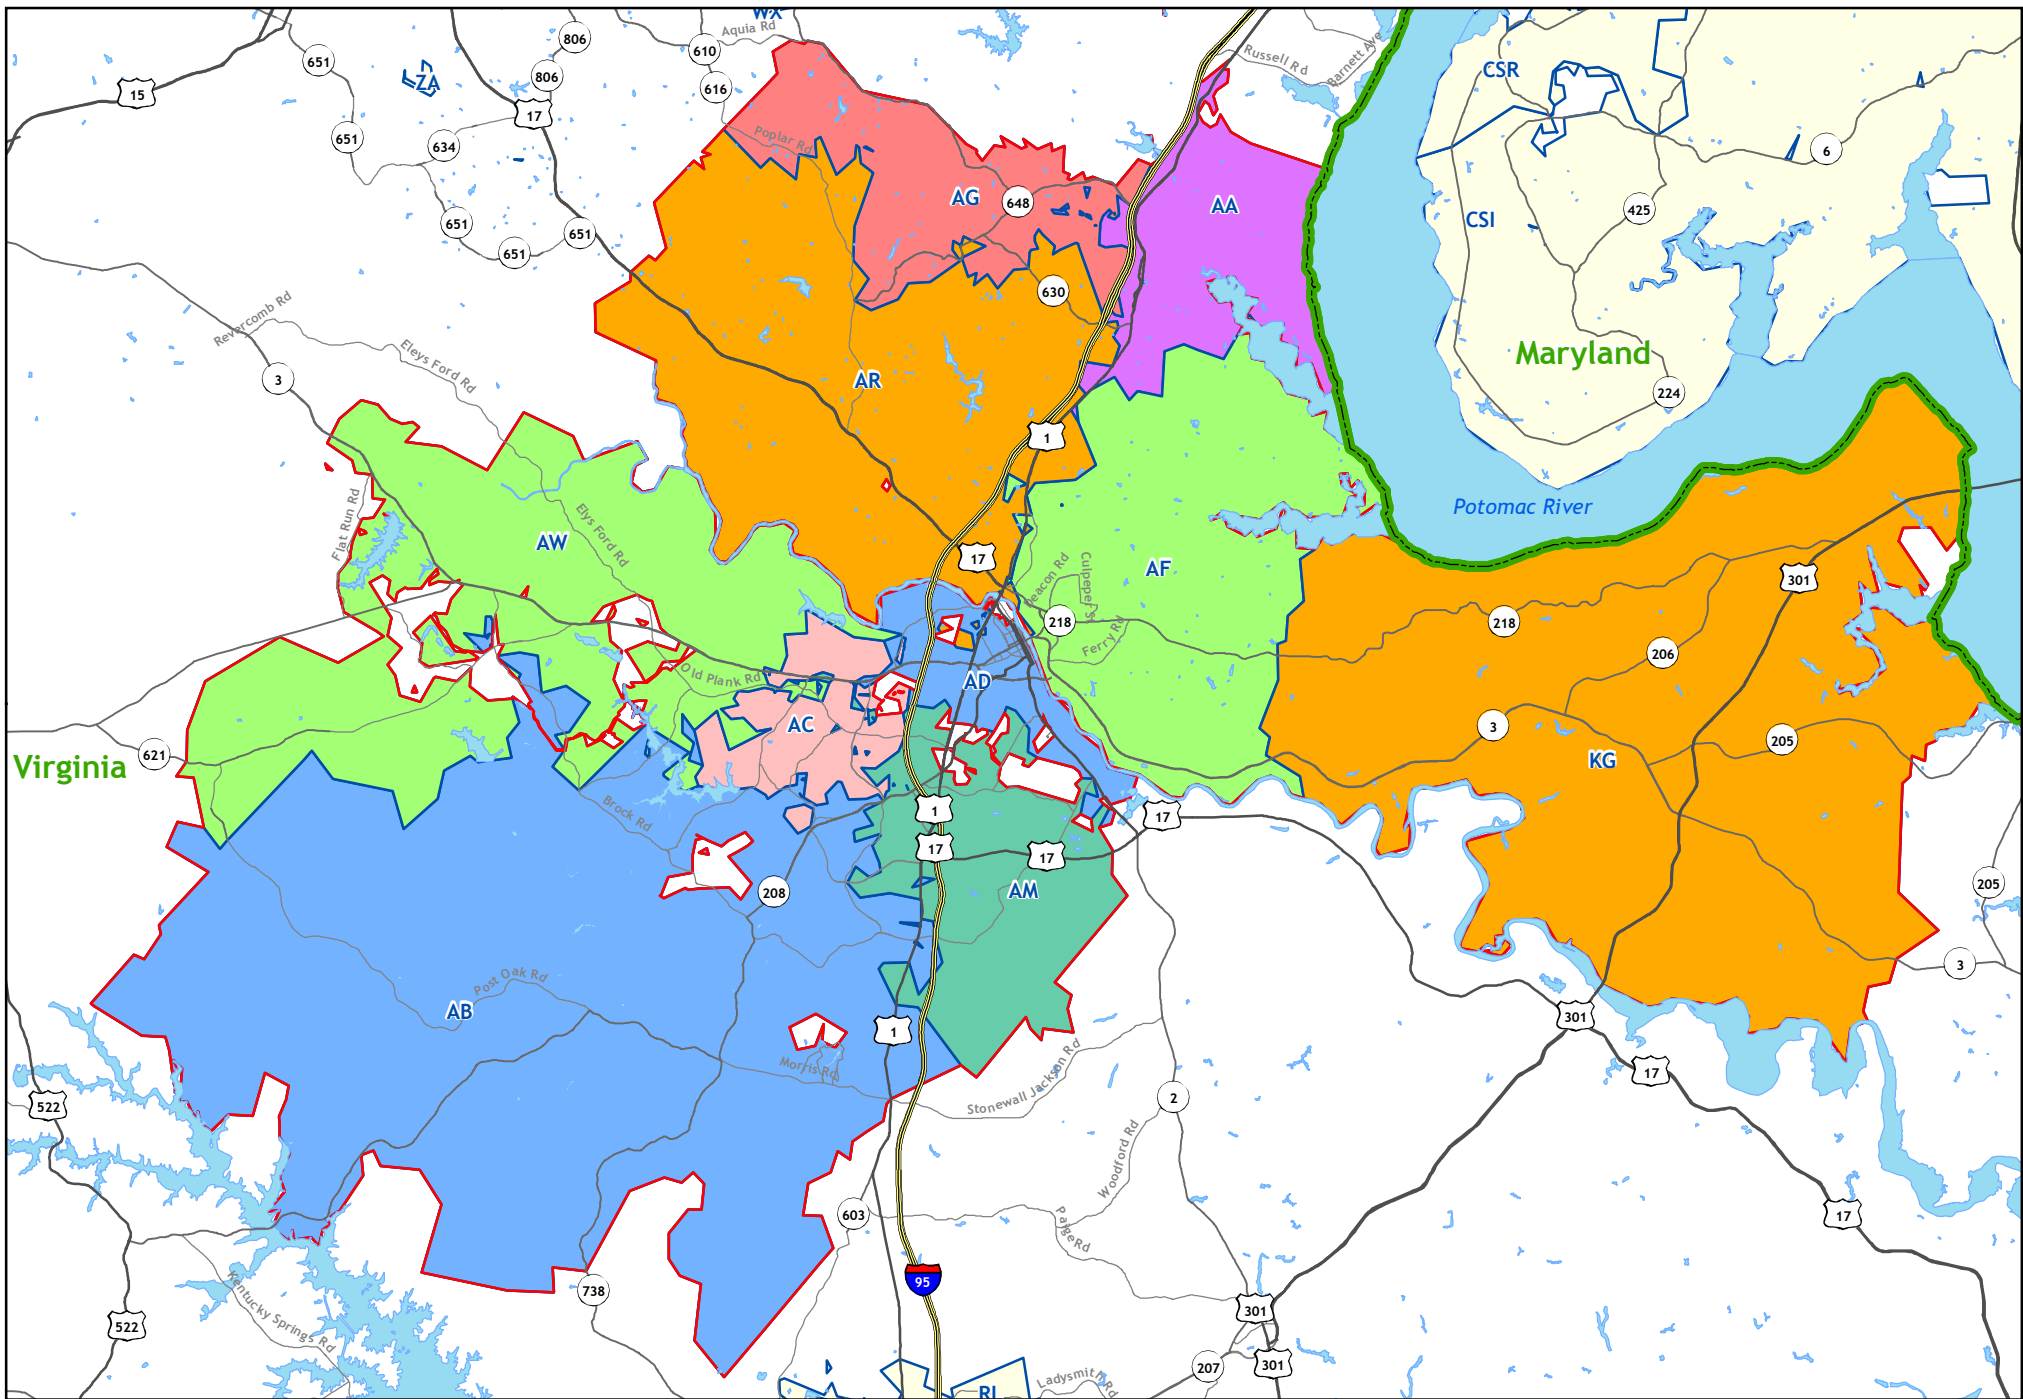 WX
Aquia Rd
806
651
610
Russell Rd
Barnett Ave
CSR
ZA
806
616
15
17
651
634
Poplar Rd
6
AG
648
AA
425
CSI
651
651
651
630
Revercomb Rd
Eleys Ford Rd
Maryland
3
AR
224
1
Flat Run Rd
Elys Ford Rd
Potomac River
AW
17
Deacon Rd
Culpeper St
AF
301
218
Ferry Rd
218
206
Old Plank Rd
AD
AC
3
205
621
Virginia
KG
Brock Rd
1
17
17
17
AM
208
205
Post Oak Rd
AB
3
1
301
Morris Rd
Stonewall Jackson Rd
17
522
2
Woodford Rd
603
Paige Rd
17
Kentucky Springs Rd
95
738
301
522
207
301
Ladysmith Rd
RI